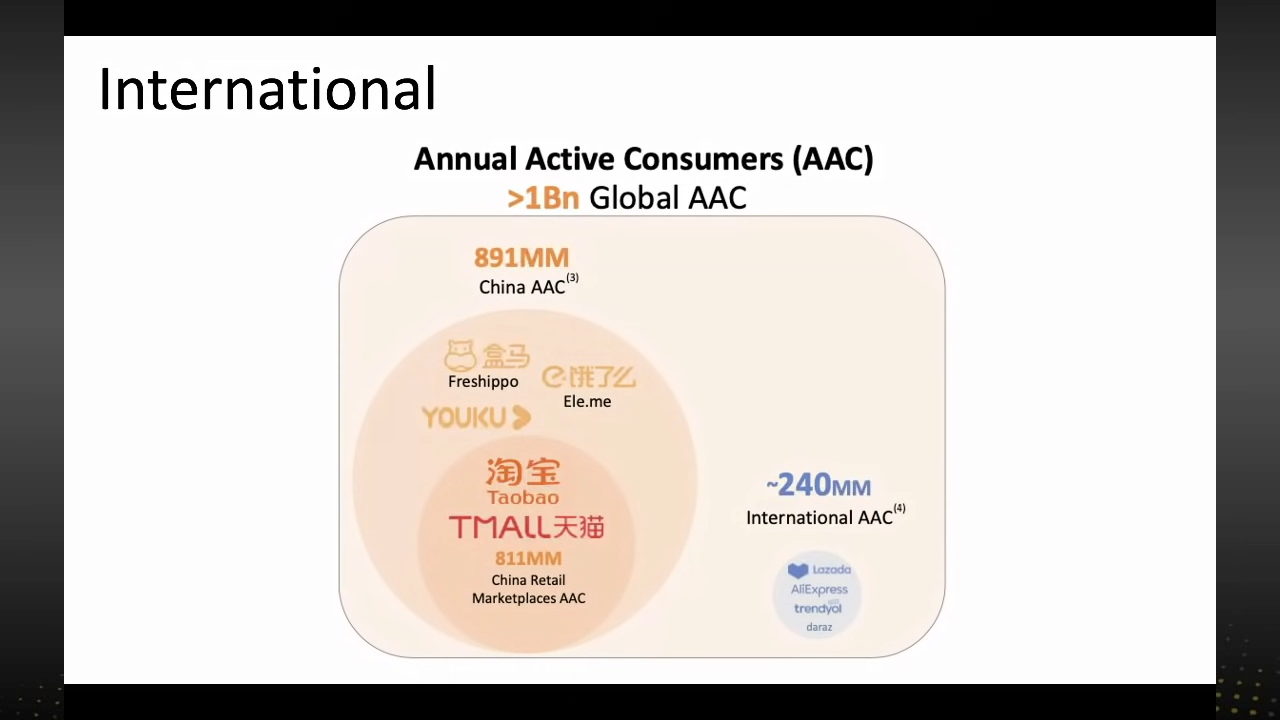 International
Annual Active Consumers (AAC)
>1Bn Global AAC
891MM
China AAC(3)
盒马
Freshippo
饿了么
Ele.me
YOUKU
淘宝
Taobao
TMALL天猫
811MM
China Retail
Marketplaces AAC
~240MM
International AAC(4)
Lazada
AliExpress
trendyol
daraz